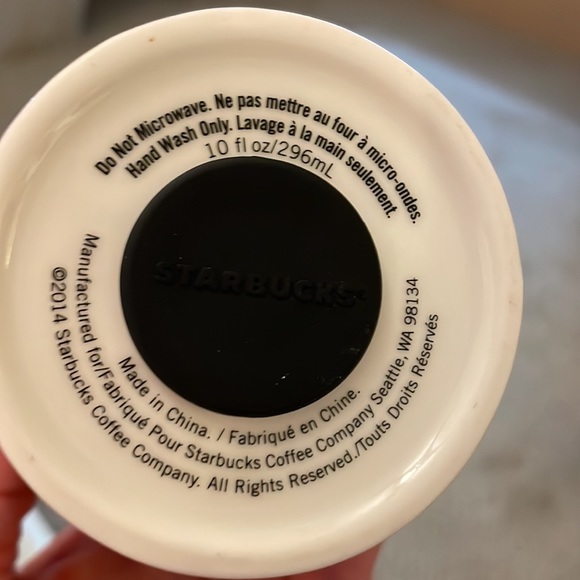 Do Not Microwave. Ne pas mettre au four à micro-ondes.
Hand Wash Only. Lavage à la main seulement.
10 fl oz/296mL
STARBUCKS
Made in China. / Fabriqué en Chine.
Manufactured for/Fabriqué Pour Starbucks Coffee Company Seattle, WA 98134
©2014 Starbucks Coffee Company. All Rights Reserved./Touts Droits Réservés